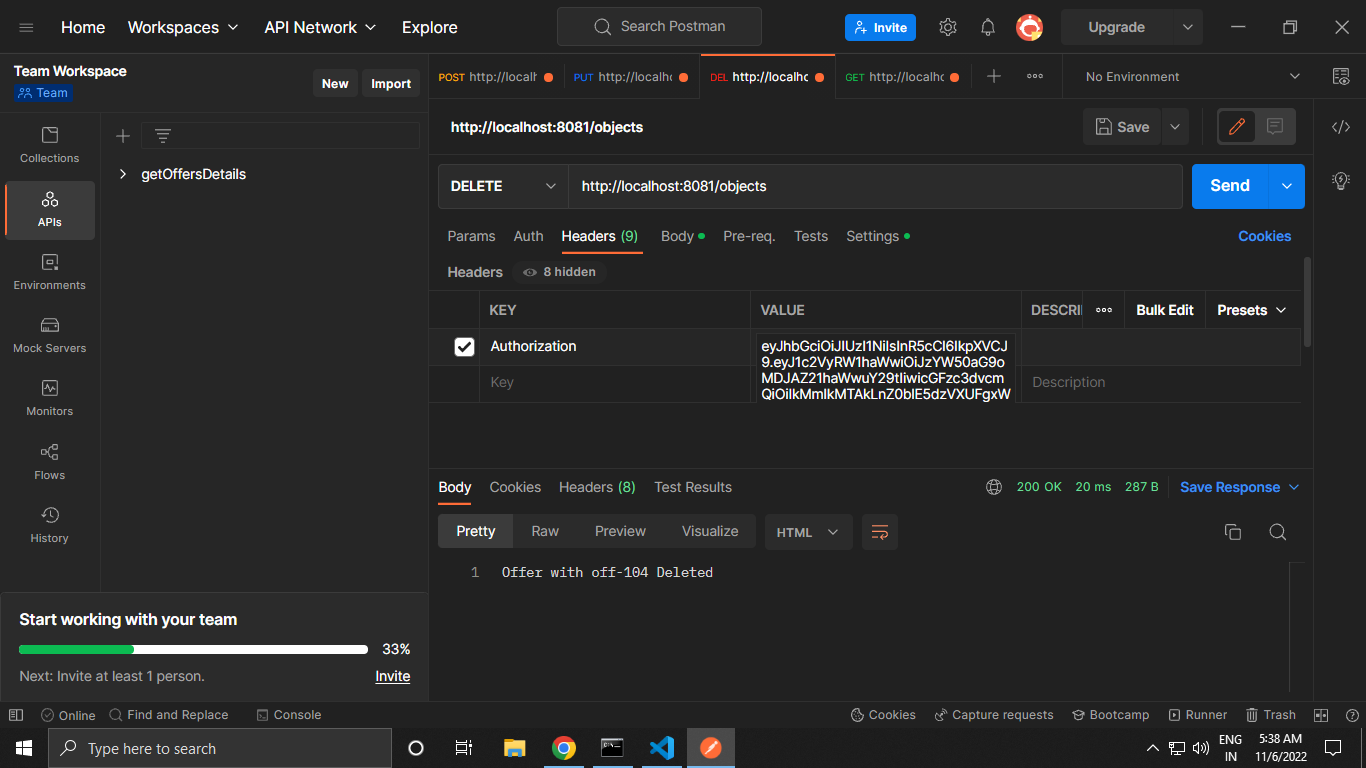 Home
Workspaces
API Network
Explore
Search Postman
Invite
Upgrade
Team Workspace
Team
New
Import
POST http://localh
PUT http://localhc
DEL http://localhc
GET http://localhc
No Environment
http://localhost:8081/objects
Save
Collections
getOffersDetails
APIs
Environments
Mock Servers
Monitors
Flows
History
DELETE
http://localhost:8081/objects
Send
Params
Auth
Headers (9)
Body
Pre-req.
Tests
Settings
Cookies
Headers
8 hidden
KEY
VALUE
DESCRI
Bulk Edit
Presets
Authorization
eyJhbGciOiJIUzI1NiIsInR5cCI6IkpXVCJ
9.eyJ1c2VyRW1haWwiOiJzYW50aG9o
MDJAZ21haWwuY29tIiwicGFzc3dvcm
QiOiIkMmIkMTAkLnZ0blE5dzVXUFgxW
Key
Description
Body
Cookies
Headers (8)
Test Results
200 OK
20 ms
287 B
Save Response
Pretty
Raw
Preview
Visualize
HTML
1
Offer with off-104 Deleted
Start working with your team
33%
Next: Invite at least 1 person.
Invite
Online
Find and Replace
Console
Cookies
Capture requests
Bootcamp
Runner
Trash
Type here to search
ENG
IN
5:38 AM
11/6/2022